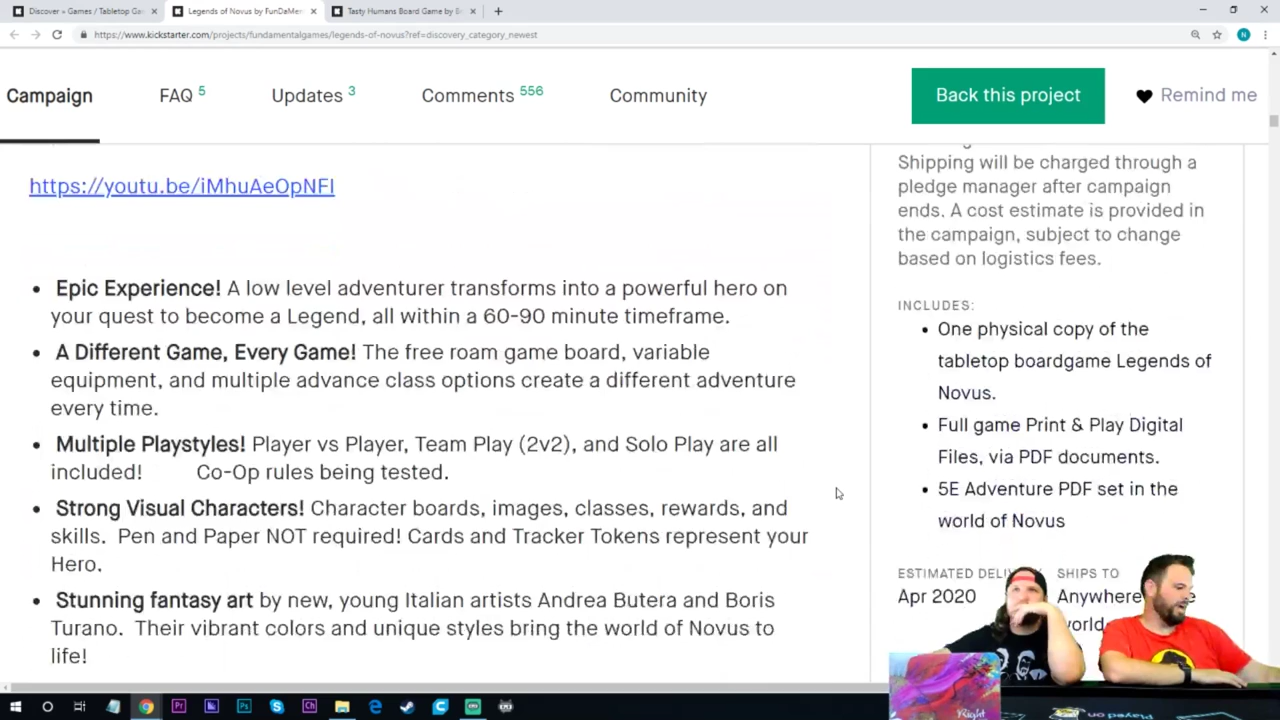 Discover » Games / Tabletop Ga
Legends of Novus by FunDaMen
Tasty Humans Board Game by
https://www.kickstarter.com/projects/fundamentalgames/legends-of-novus?ref=discovery_category_newest
Campaign FAQ 5 Updates 3 Comments 556 Community Back this project Remind me
https://youtu.be/iMhuAeOpNFI
• Epic Experience! A low level adventurer transforms into a powerful hero on
your quest to become a Legend, all within a 60-90 minute timeframe.
• A Different Game, Every Game! The free roam game board, variable
equipment, and multiple advance class options create a different adventure
every time.
• Multiple Playstyles! Player vs Player, Team Play (2v2), and Solo Play are all
included! Co-Op rules being tested.
• Strong Visual Characters! Character boards, images, classes, rewards, and
skills. Pen and Paper NOT required! Cards and Tracker Tokens represent your
Hero.
• Stunning fantasy art by new, young Italian artists Andrea Butera and Boris
Turano. Their vibrant colors and unique styles bring the world of Novus to
life!
Shipping will be charged through a
pledge manager after campaign
ends. A cost estimate is provided in
the campaign, subject to change
based on logistics fees.
INCLUDES:
• One physical copy of the
tabletop boardgame Legends of
Novus.
• Full game Print & Play Digital
Files, via PDF documents.
• 5E Adventure PDF set in the
world of Novus
ESTIMATED DELI SHIPS TO
Apr 2020 Anywhere
world
Right